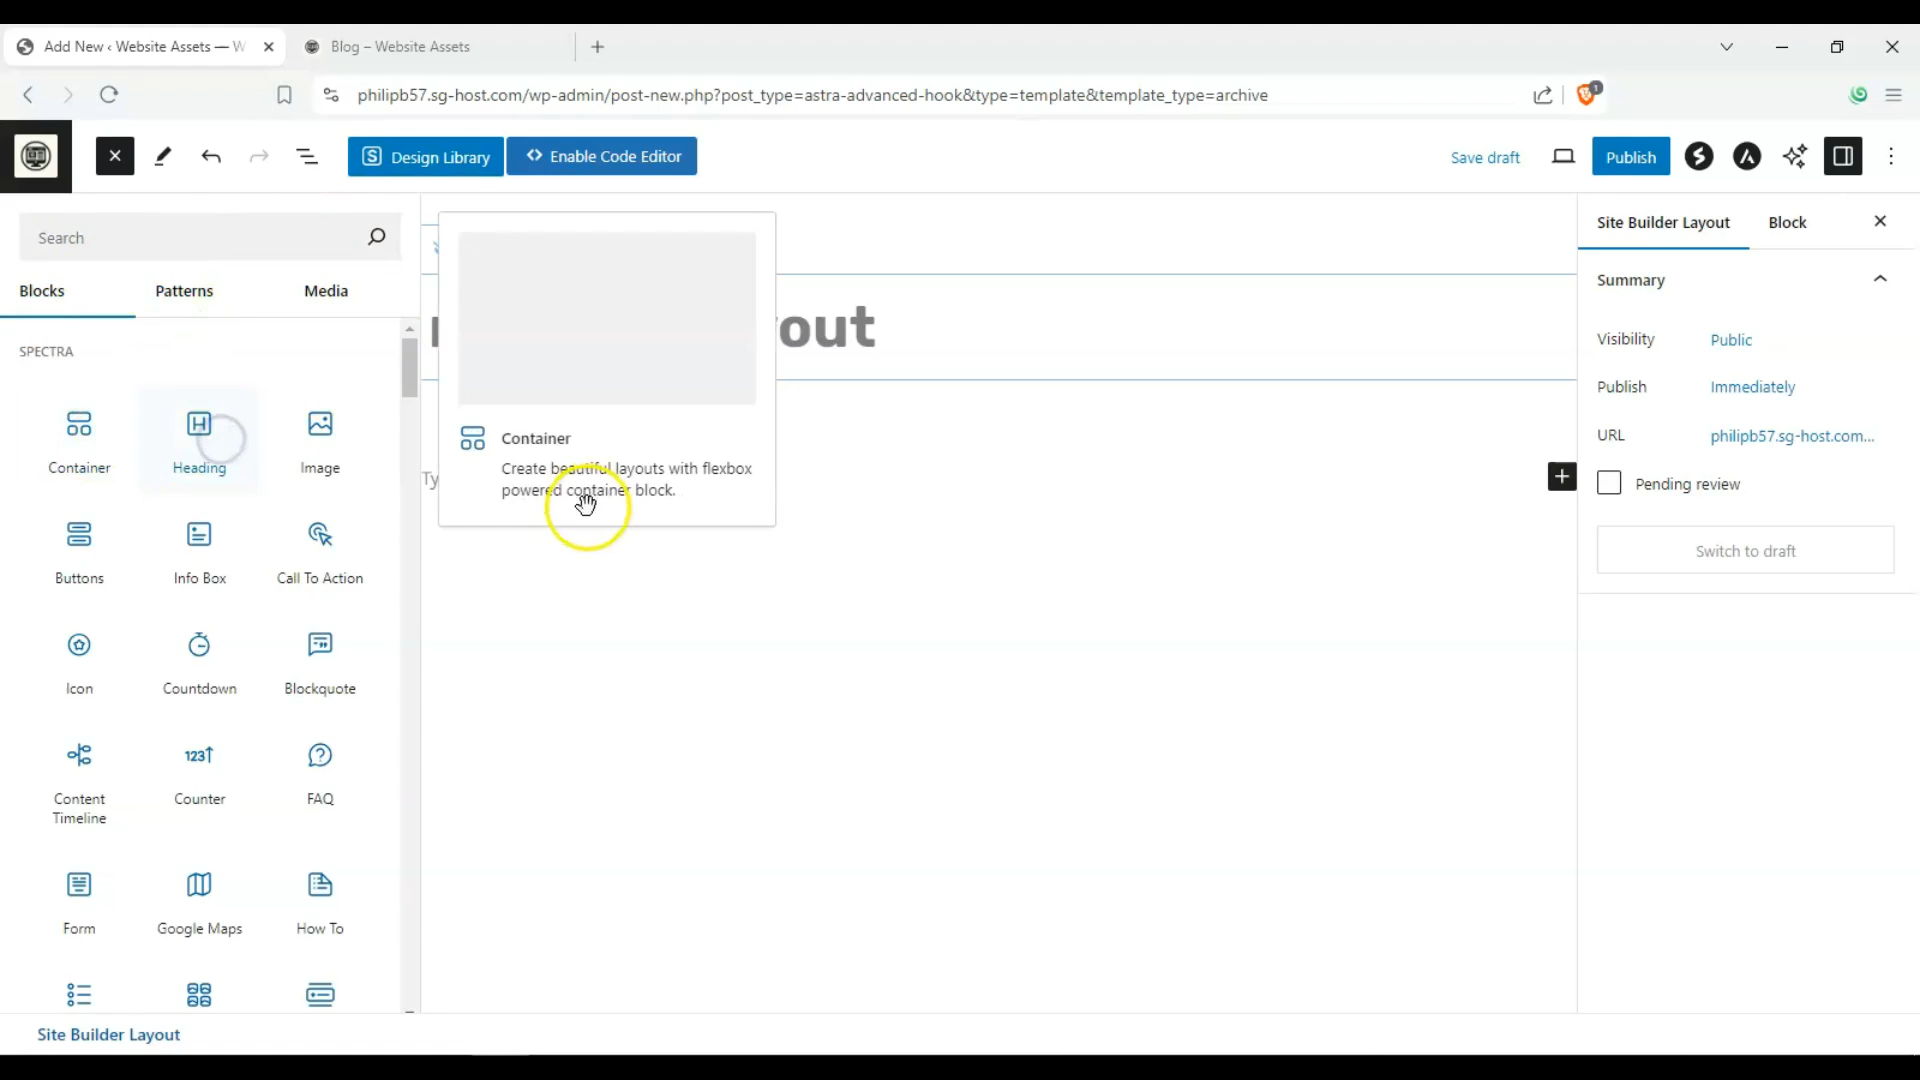 Add New ‹ Website Assets — W
Blog – Website Assets
philipb57.sg-host.com/wp-admin/post-new.php?post_type=astra-advanced-hook&type=template&template_type=archive
1
Design Library
Enable Code Editor
Save draft
Publish
Search
Blocks
Patterns
Media
SPECTRA
Container
Heading
Image
Buttons
Info Box
Call To Action
Icon
Countdown
Blockquote
Content
Timeline
123↑
Counter
FAQ
Form
Google Maps
How To
Container
Create beautiful layouts with flexbox
powered container block.
out
Ty
Site Builder Layout
Block
Summary
Visibility
Public
Publish
Immediately
URL
philipb57.sg-host.com...
Pending review
Switch to draft
Site Builder Layout